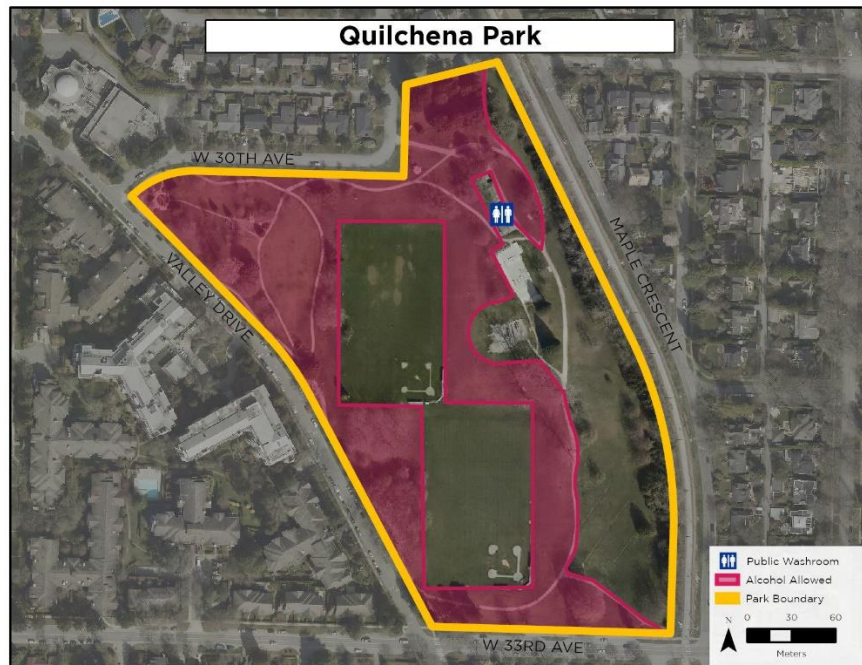 Quilchena Park
W 30TH AVE
VALLEY DRIVE
MAPLE CRESCENT
W 33RD AVE
Public Washroom
Alcohol Allowed
Park Boundary
N
0 30 60
Meters